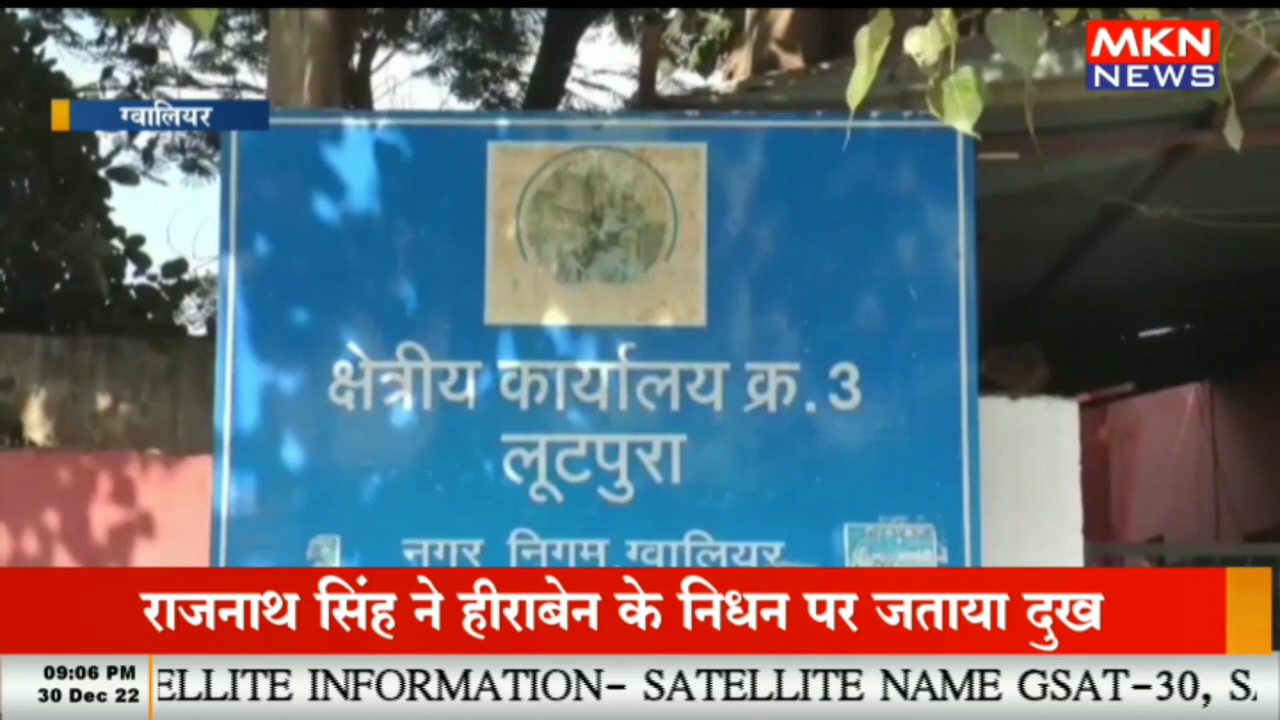 MKN
NEWS
ग्वालियर
क्षेत्रीय कार्यालय क्र.3
लूटपुरा
नगर निगम ग्वालियर
राजनाथ सिंह ने हीराबेन के निधन पर जताया दुख
09:06 PM
30 Dec 22
ELLITE INFORMATION- SATELLITE NAME GSAT-30, S